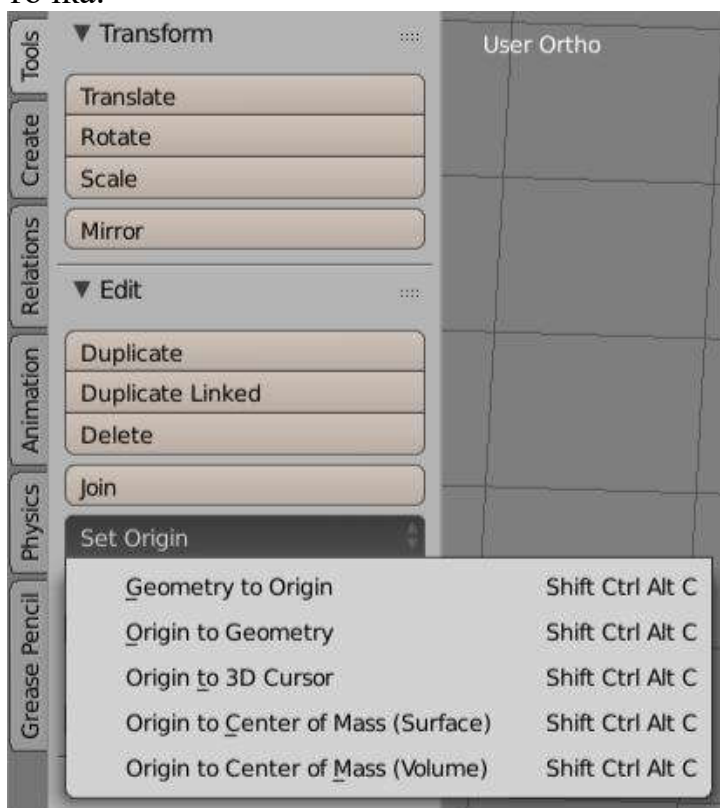 Tools
Create
Relations
Animation
Physics
Grease Pencil
▼ Transform
Translate
Rotate
Scale
Mirror
▼ Edit
Duplicate
Duplicate Linked
Delete
Join
Set Origin
Geometry to Origin Shift Ctrl Alt C
Origin to Geometry Shift Ctrl Alt C
Origin to 3D Cursor Shift Ctrl Alt C
Origin to Center of Mass (Surface) Shift Ctrl Alt C
Origin to Center of Mass (Volume) Shift Ctrl Alt C
User Ortho